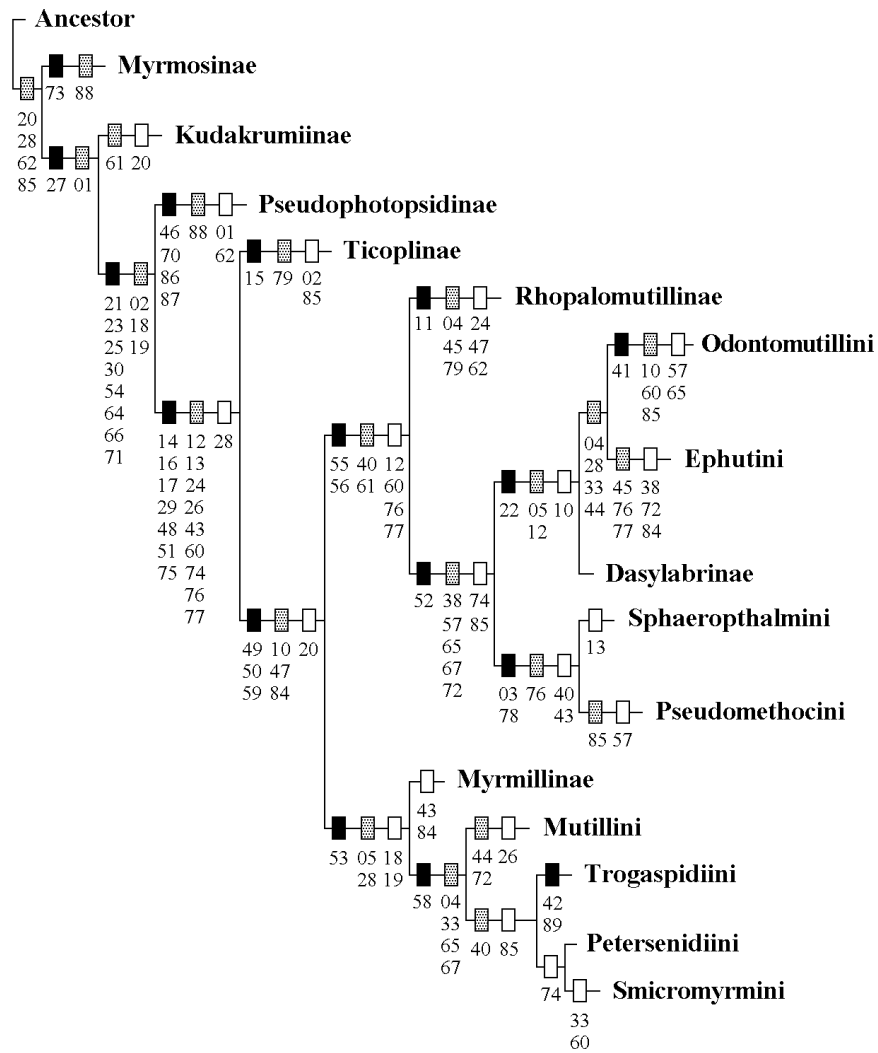 Ancestor
Myrmosinae
73 88
20
28
62
85
Kudakrumiinae
61 20
27 01
Pseudophotopsidinae
46 88 01
70 62
86
87
Ticoplinae
15 79 02
85
21 02
23 18
25 19
30
54
64
66
71
Rhopalomutillinae
11 04 24
45 47
79 62
Odontomutillini
41 10 57
60 65
85
04
28
33
44
Ephutini
45 38
76 72
77 84
14 12 28
16 13
17 24
29 26
48 43
51 60
75 74
76
77
55 40 12
56 61 60
76
77
22 05 10
12
Dasylabrinae
52 38 74
57 85
65
67
72
Sphaeropthalmini
13
49 10 20
50 47
59 84
03 76 40
78 43
Pseudomethocini
85 57
Myrmillinae
43
84
53 05 18
28 19
Mutillini
44 26
72
58 04
33
65
67
Trogaspidiini
42
89
40 85
Petersenidiini
74
Smicromyrmini
33
60